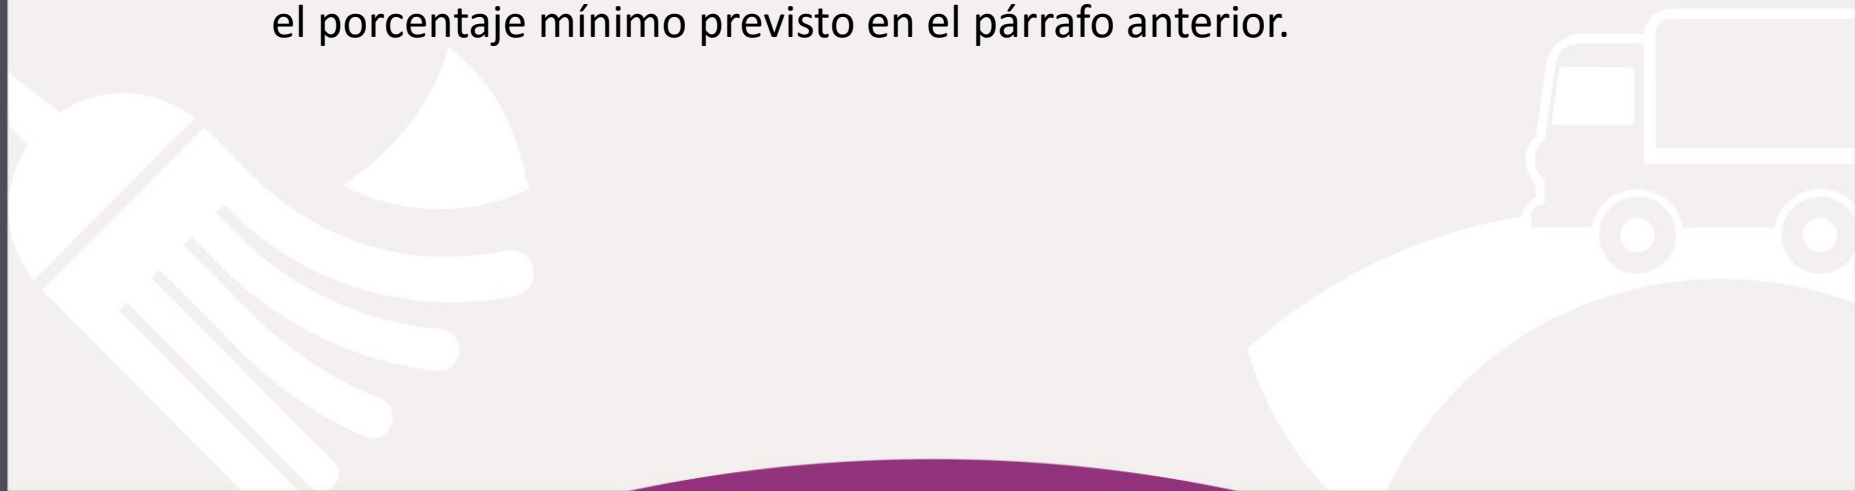 el porcentaje mínimo previsto en el párrafo anterior.